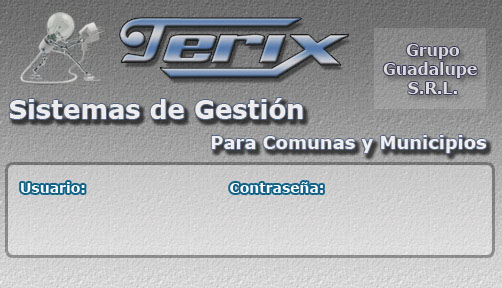 Terix
Grupo
Guadalupe
S.R.L.
Sistemas de Gestión
Para Comunas y Municipios
Usuario:
Contraseña: